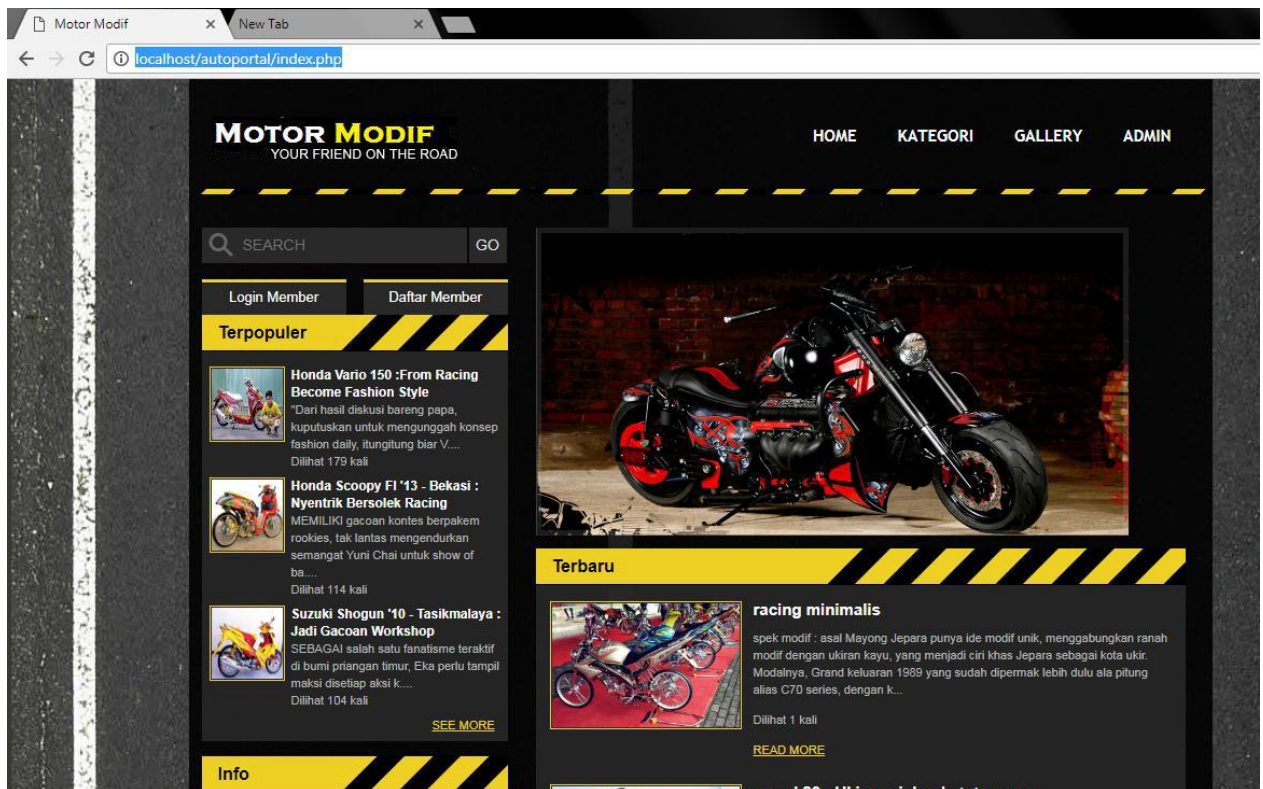 Motor Modif
New Tab
localhost/autoportal/index.php
MOTOR MODIF
YOUR FRIEND ON THE ROAD
HOME KATEGORI GALLERY ADMIN
SEARCH GO
Login Member Daftar Member
Terpopuler
Honda Vario 150 :From Racing
Become Fashion Style
"Dari hasil diskusi bareng papa,
kuputuskan untuk mengunggah konsep
fashion daily, itungitung biar V....
Dilihat 179 kali
Honda Scoopy FI '13 - Bekasi :
Nyentrik Bersolek Racing
MEMILIKI gacoan kontes berpakem
rookies, tak lantas mengendurkan
semangat Yuni Chai untuk show of
ba....
Dilihat 114 kali
Suzuki Shogun '10 - Tasikmalaya :
Jadi Gacoan Workshop
SEBAGAI salah satu fanatisme teraktif
di bumi priangan timur, Eka perlu tampil
maksi disetiap aksi k....
Dilihat 104 kali
SEE MORE
Info
Terbaru
racing minimalis
spek modif : asal Mayong Jepara punya ide modif unik, menggabungkan ranah
modif dengan ukiran kayu, yang menjadi ciri khas Jepara sebagai kota ukir.
Modalnya, Grand keluaran 1989 yang sudah dipermak lebih dulu ala pitung
alias C70 series, dengan k...
Dilihat 1 kali
READ MORE